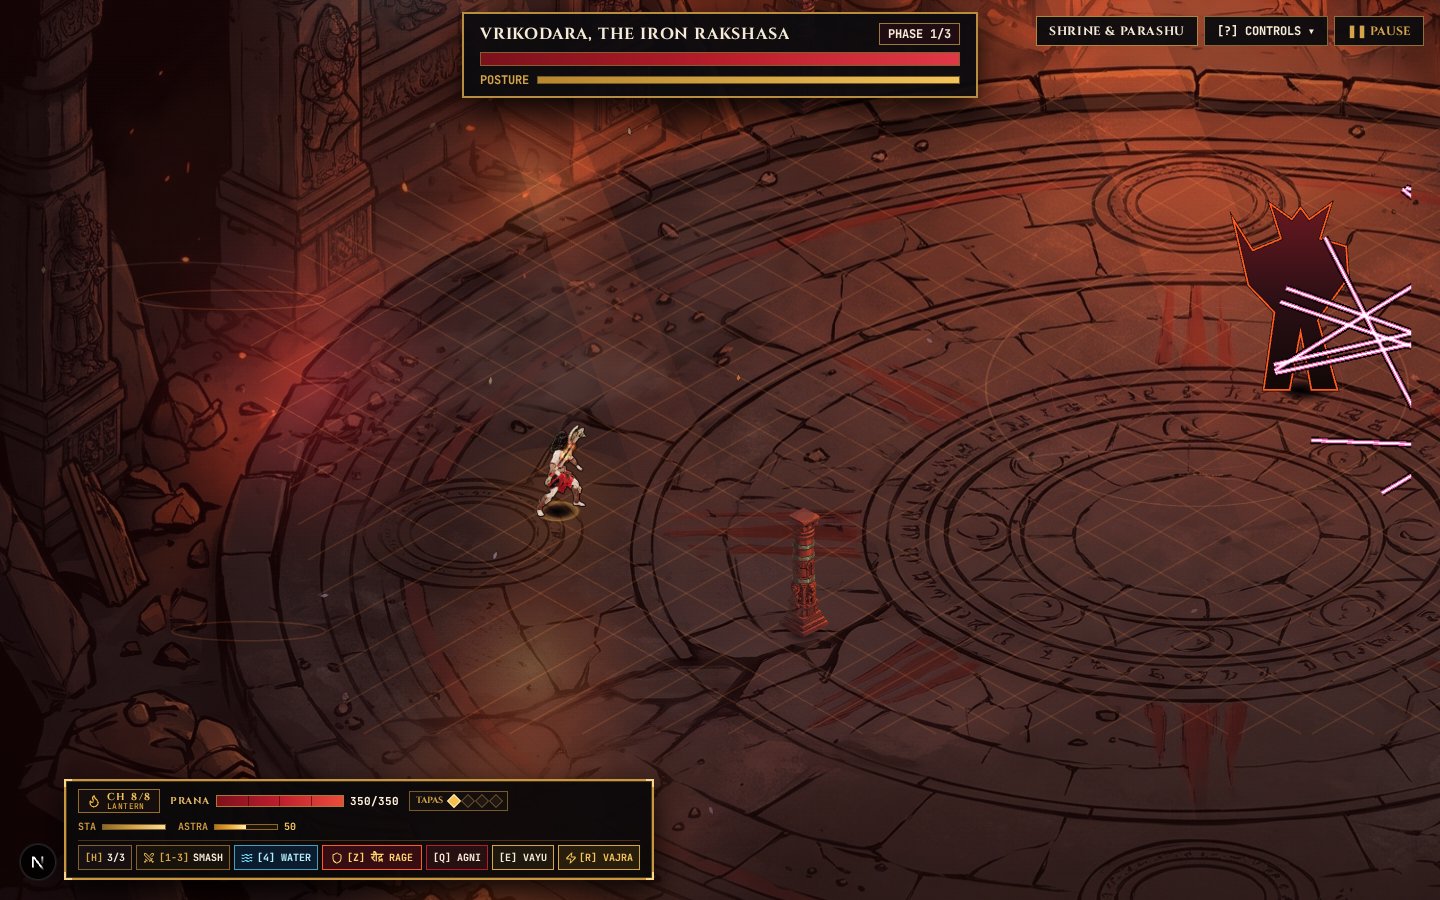 VRIKODARA, THE IRON RAKSHASA
PHASE 1/3
POSTURE
SHRINE & PARASHU
[?] CONTROLS ▾
PAUSE
CH 8/8
LANTERN
PRANA
350/350
TAPAS
STA
ASTRA
50
[H] 3/3
[1-3] SMASH
[4] WATER
[Z] रौद्र RAGE
[Q] AGNI
[E] VAYU
[R] VAJRA
N